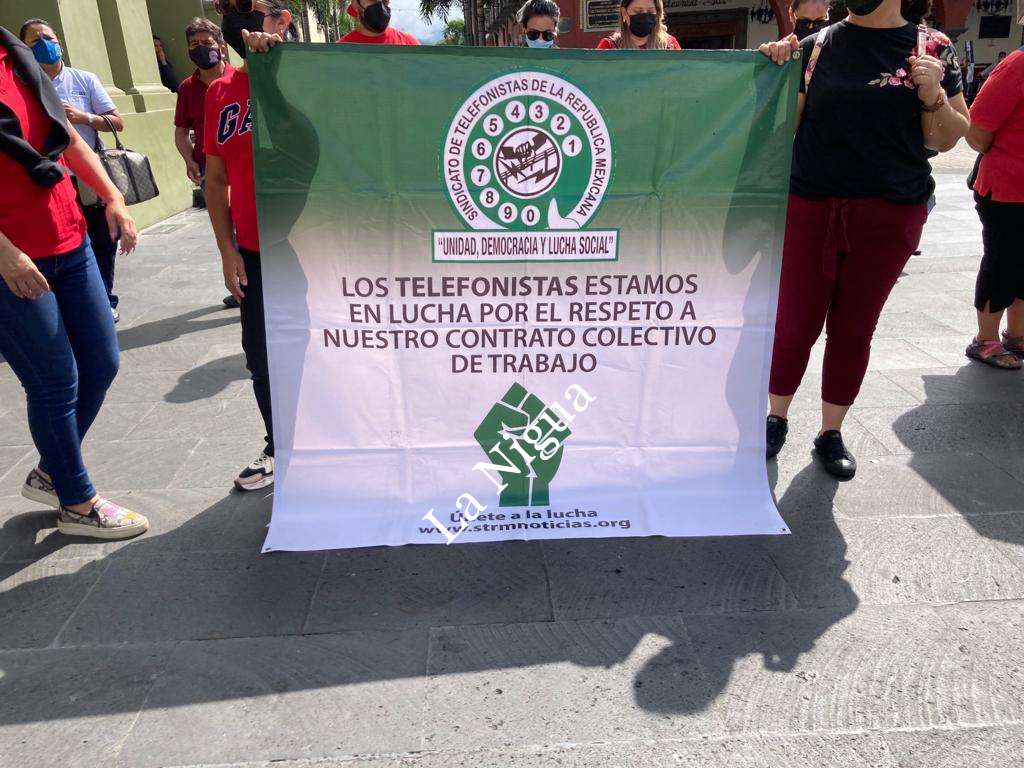 SINDICATO DE TELEFONISTAS DE LA REPUBLICA MEXICANA
1 2 3 4 5 6 7 8 9 0
"UNIDAD, DEMOCRACIA Y LUCHA SOCIAL"
LOS TELEFONISTAS ESTAMOS
EN LUCHA POR EL RESPETO A
NUESTRO CONTRATO COLECTIVO
DE TRABAJO
La Nigua
a la lucha
www.strmnoticias.org